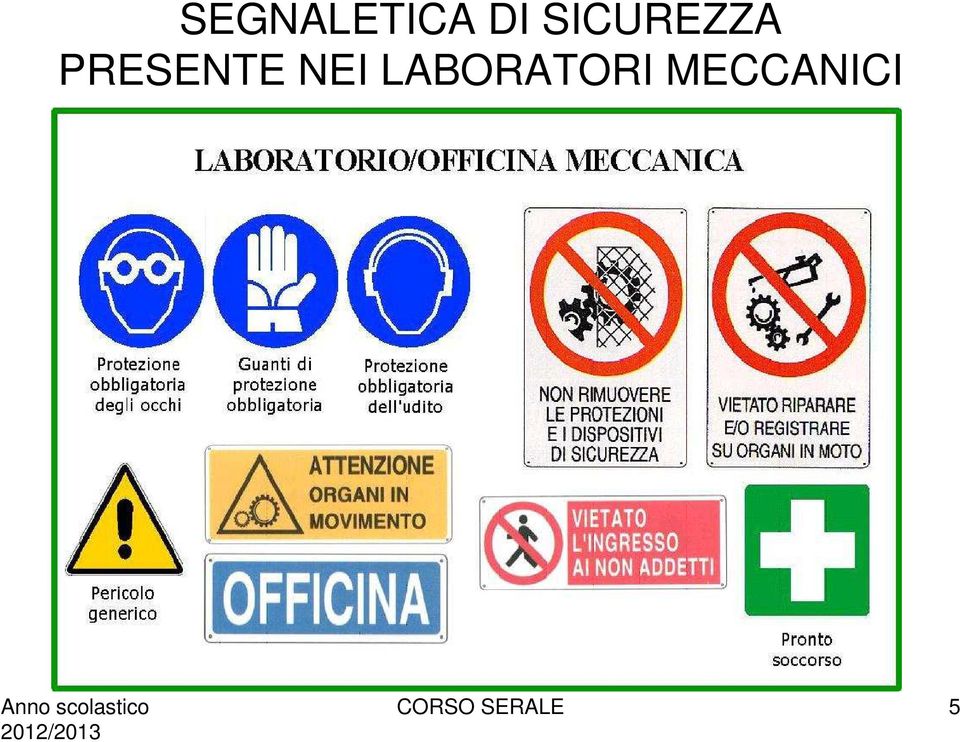 SEGNALETICA DI SICUREZZA
PRESENTE NEI LABORATORI MECCANICI
LABORATORIO/OFFICINA MECCANICA
Protezione
obbligatoria
degli occhi
Guanti di
protezione
obbligatoria
Protezione
obbligatoria
dell'udito
NON RIMUOVERE
LE PROTEZIONI
E I DISPOSITIVI
DI SICUREZZA
VIETATO RIPARARE
E/O REGISTRARE
SU ORGANI IN MOTO
Pericolo
generico
ATTENZIONE
ORGANI IN
MOVIMENTO
OFFICINA
VIETATO
L'INGRESSO
AI NON ADDETTI
Pronto
soccorso
Anno scolastico
2012/2013
CORSO SERALE
5